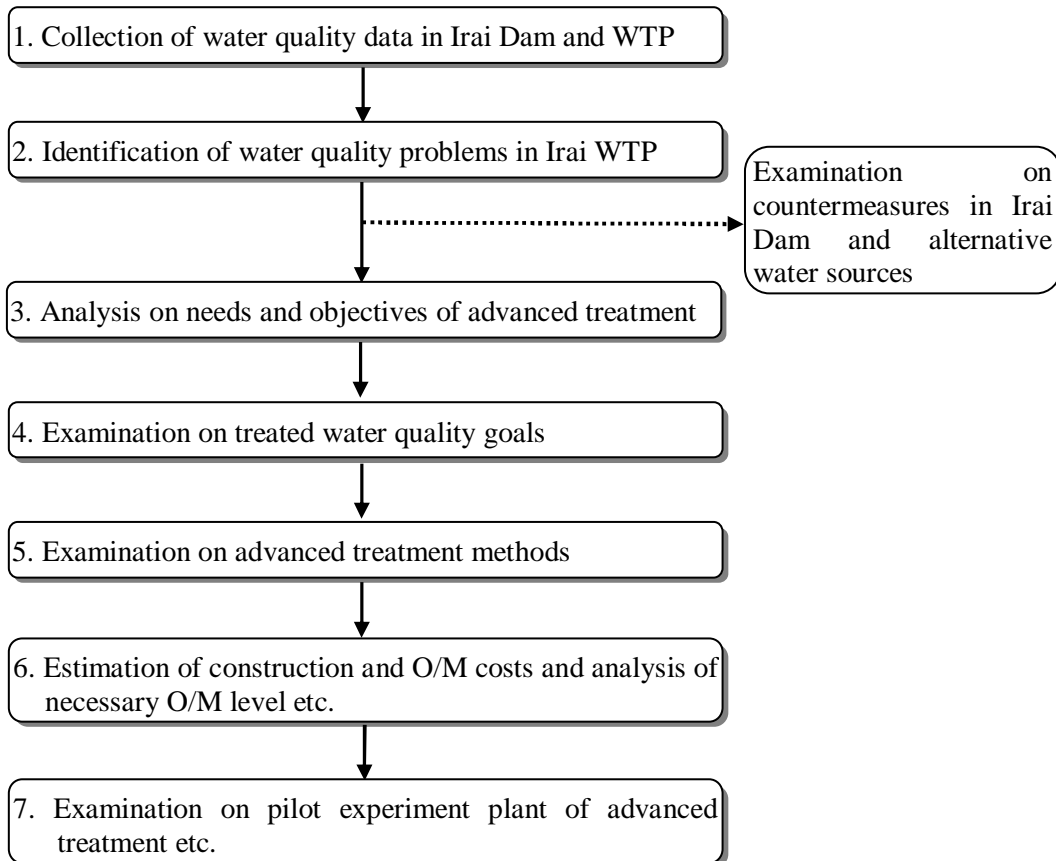 1. Collection of water quality data in Irai Dam and WTP
2. Identification of water quality problems in Irai WTP
Examination on
countermeasures in Irai
Dam and alternative
water sources
3. Analysis on needs and objectives of advanced treatment
4. Examination on treated water quality goals
5. Examination on advanced treatment methods
6. Estimation of construction and O/M costs and analysis of
necessary O/M level etc.
7. Examination on pilot experiment plant of advanced
treatment etc.